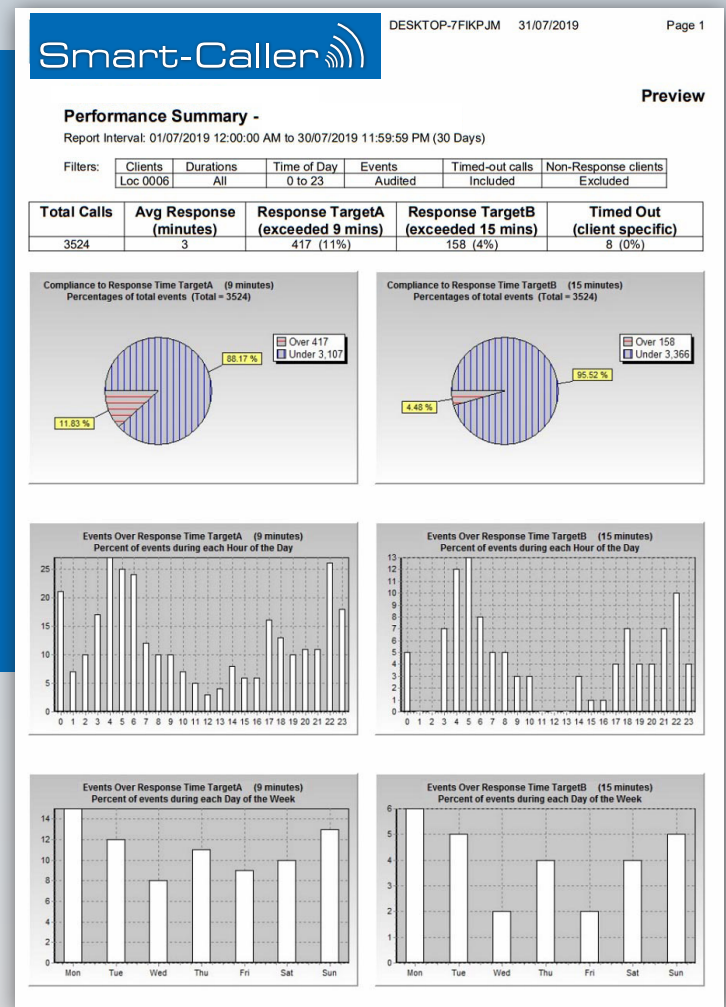 DESKTOP-7FIKPJM 31/07/2019 Page 1
Smart-Caller
Preview
Performance Summary -
Report Interval: 01/07/2019 12:00:00 AM to 30/07/2019 11:59:59 PM (30 Days)
Filters: Clients Durations Time of Day Events Timed-out calls Non-Response clients
Loc 0006 All 0 to 23 Audited Included Excluded
Total Calls Avg Response Response TargetA Response TargetB Timed Out
(minutes) (exceeded 9 mins) (exceeded 15 mins) (client specific)
3524 3 417 (11%) 158 (4%) 8 (0%)
Compliance to Response Time TargetA (9 minutes)
Percentages of total events (Total = 3524)
Over 417
Under 3,107
88.17 %
11.83 %
Compliance to Response Time TargetB (15 minutes)
Percentages of total events (Total = 3524)
Over 158
Under 3,366
95.52 %
4.48 %
Events Over Response Time TargetA (9 minutes)
Percent of events during each Hour of the Day
25
20
15
10
5
0
0 1 2 3 4 5 6 7 8 9 10 11 12 13 14 15 16 17 18 19 20 21 22 23
Events Over Response Time TargetB (15 minutes)
Percent of events during each Hour of the Day
13
12
11
10
9
8
7
6
5
4
3
2
1
0
0 1 2 3 4 5 6 7 8 9 10 11 12 13 14 15 16 17 18 19 20 21 22 23
Events Over Response Time TargetA (9 minutes)
Percent of events during each Day of the Week
14
12
10
8
6
4
2
0
Mon Tue Wed Thu Fri Sat Sun
Events Over Response Time TargetB (15 minutes)
Percent of events during each Day of the Week
6
5
4
3
2
1
0
Mon Tue Wed Thu Fri Sat Sun